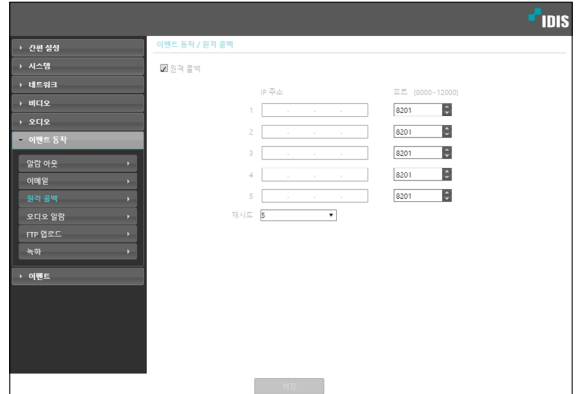 IDIS
간편 설정
시스템
네트워크
비디오
오디오
이벤트 동작
알람 아웃
이메일
원격 콜백
오디오 알람
FTP 업로드
녹화
이벤트
이벤트 동작 / 원격 콜백
원격 콜백
IP 주소 포트 (8000~12000)
1 . . . 8201
2 . . . 8201
3 . . . 8201
4 . . . 8201
5 . . . 8201
재시도 5
저장